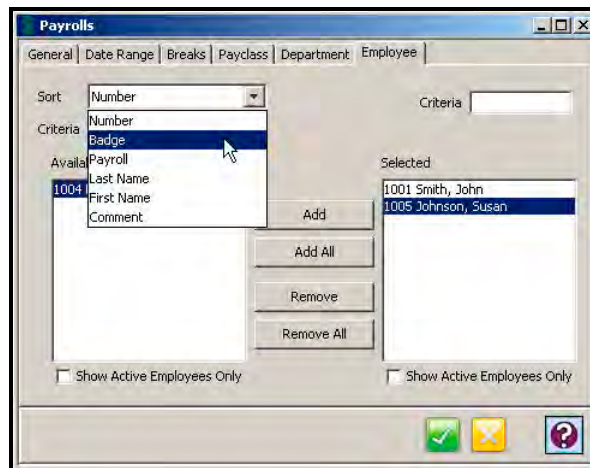 Payrolls
General Date Range Breaks Payclass Department Employee
Sort Number
Criteria
Number
Criteria
Badge
Payroll
Last Name
First Name
Comment
Selected
1004
1001 Smith, John
1005 Johnson, Susan
Add
Add All
Remove
Remove All
Show Active Employees Only
Show Active Employees Only
?